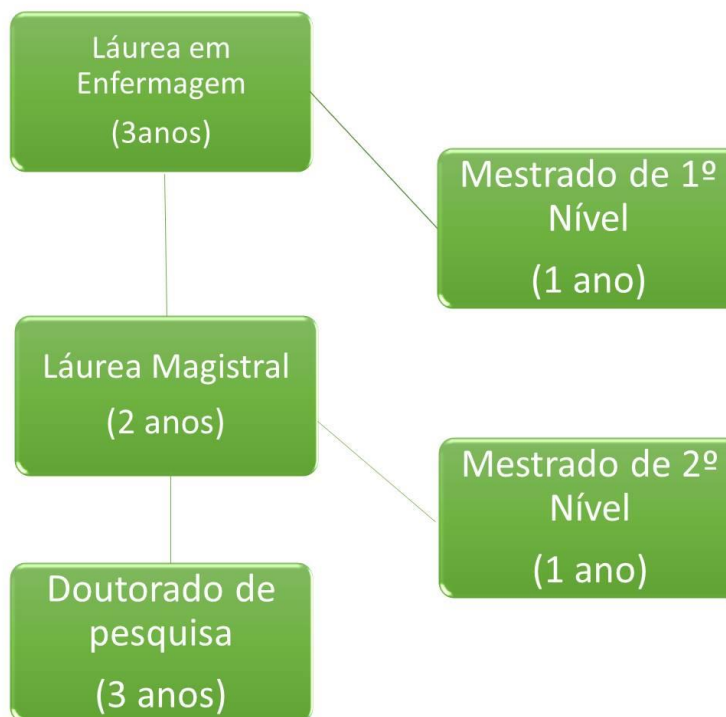 Láurea em
Enfermagem
(3anos)
Mestrado de 1º
Nível
(1 ano)
Láurea Magistral
(2 anos)
Mestrado de 2º
Nível
(1 ano)
Doutorado de
pesquisa
(3 anos)